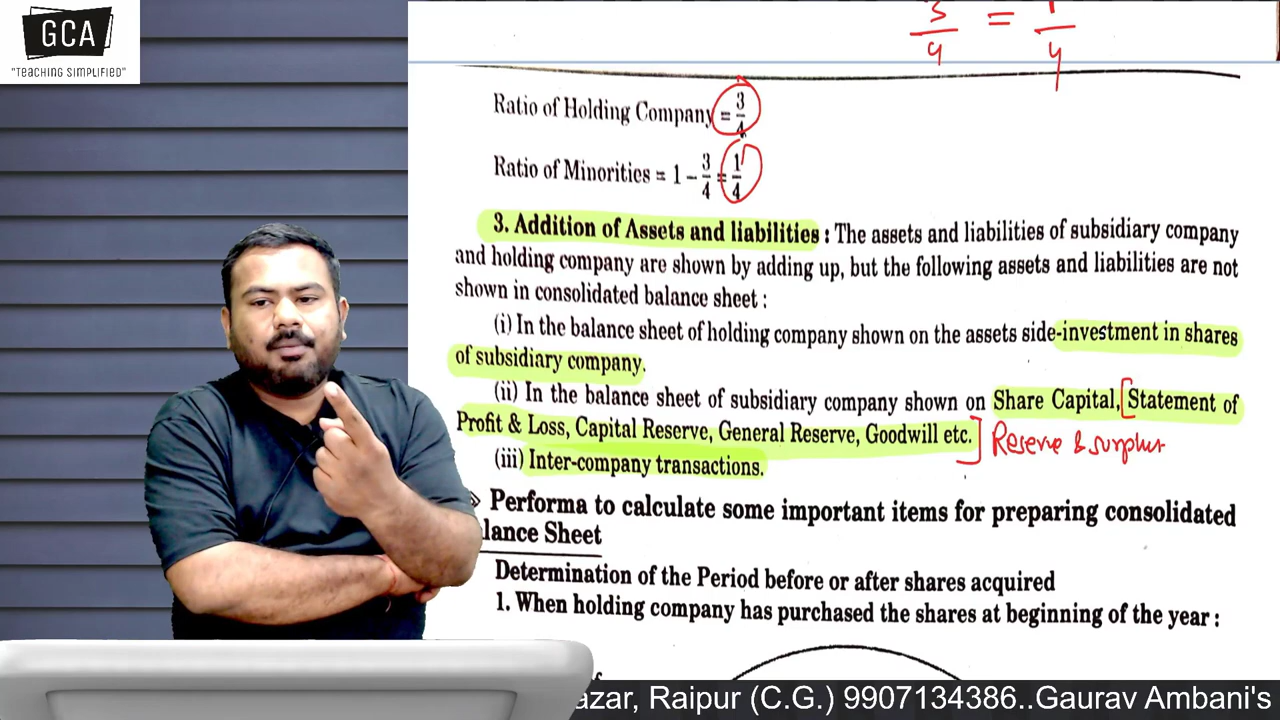 GCA
"TEACHING SIMPLIFIED"
3/4 = 1/4
Ratio of Holding Company = 3/4
Ratio of Minorities = 1 - 3/4 = 1/4
3. Addition of Assets and liabilities : The assets and liabilities of subsidiary company
and holding company are shown by adding up, but the following assets and liabilities are not
shown in consolidated balance sheet :
(i) In the balance sheet of holding company shown on the assets side-investment in shares
of subsidiary company.
(ii) In the balance sheet of subsidiary company shown on Share Capital, [Statement of
Profit & Loss, Capital Reserve, General Reserve, Goodwill etc.] Reserve & surplus
(iii) Inter-company transactions.
Performa to calculate some important items for preparing consolidated
lance Sheet
Determination of the Period before or after shares acquired
1. When holding company has purchased the shares at beginning of the year :
azar, Raipur (C.G.) 9907134386..Gaurav Ambani's